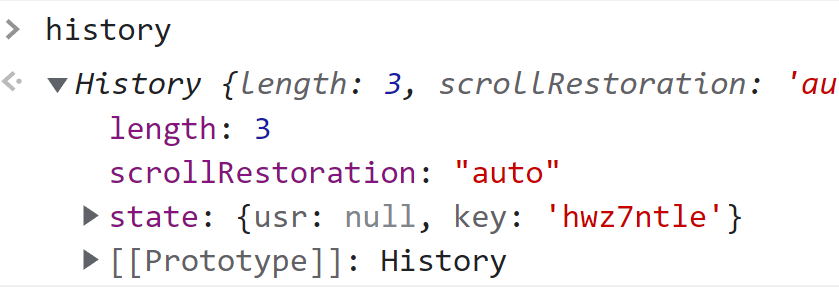 history
History {length: 3, scrollRestoration: 'au
length: 3
scrollRestoration: "auto"
state: {usr: null, key: 'hwz7ntle'}
[[Prototype]]: History